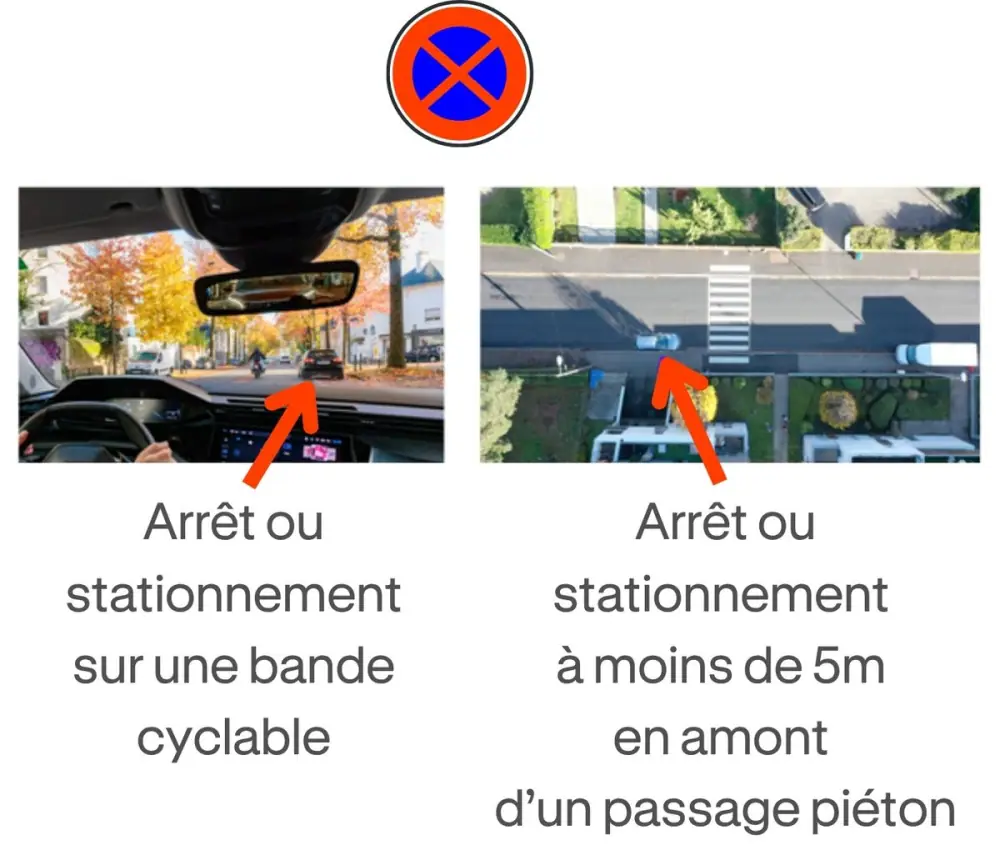 Arrêt ou
stationnement
sur une bande
cyclable
Arrêt ou
stationnement
à moins de 5m
en amont
d’un passage piéton